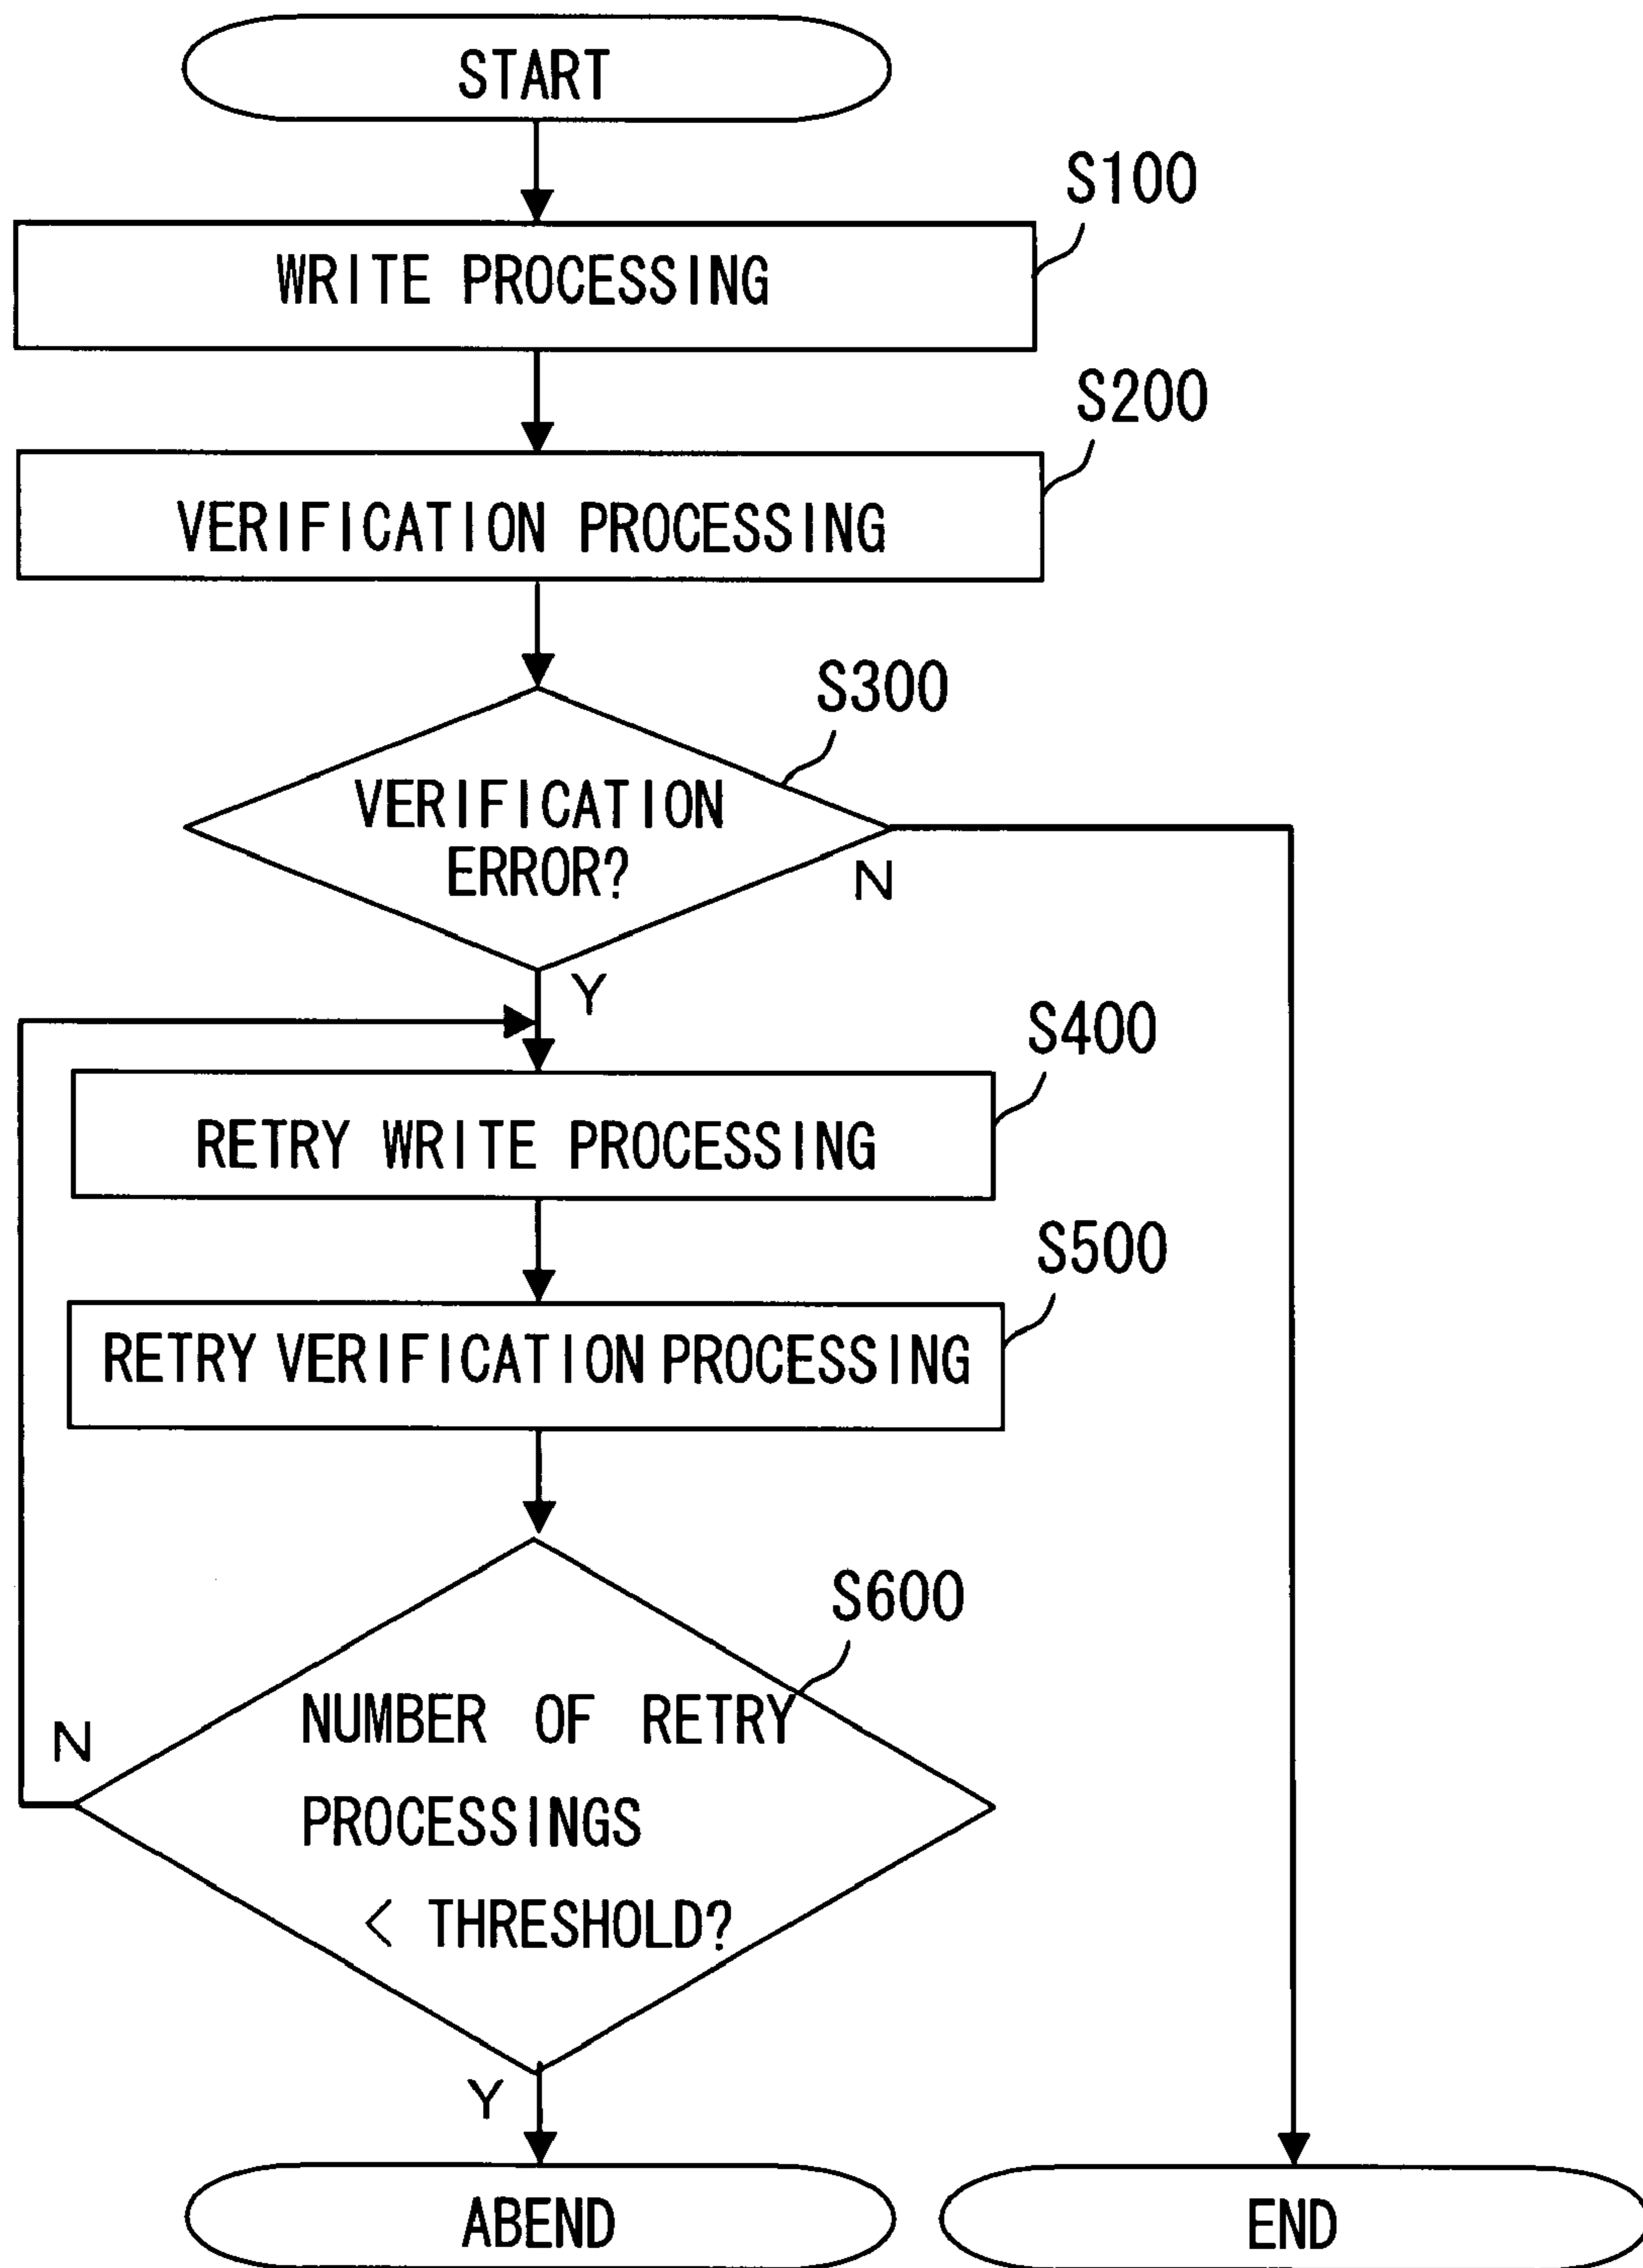 START
S100
WRITE PROCESSING
S200
VERIFICATION PROCESSING
S300
VERIFICATION
ERROR?
N
Y
S400
RETRY WRITE PROCESSING
S500
RETRY VERIFICATION PROCESSING
S600
NUMBER OF RETRY
N
PROCESSINGS
< THRESHOLD?
Y
ABEND
END